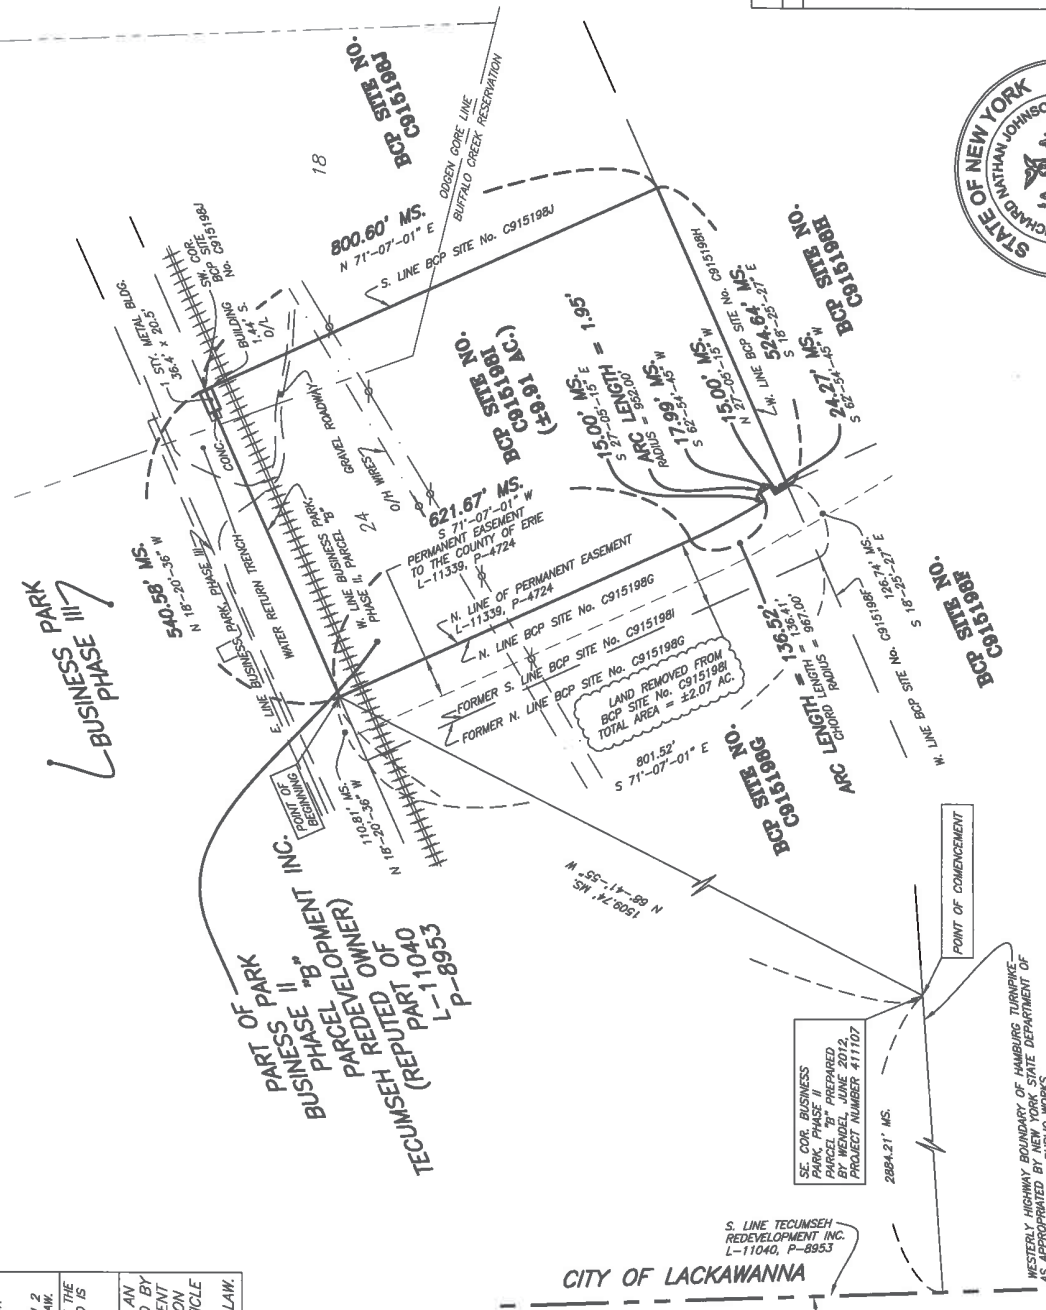 BCP SITE NO.
C915198J
18
ODGEN GORE LINE
BUFFALO CREEK RESERVATION
800.60' MS.
N 71°-07'-01" E
S. LINE BCP SITE No. C915198J
STATE OF NEW YORK
1 STY. METAL BLDG.
36.4' x 20.5'
SW. COR.
BCP SITE
No. C915198J
BUILDING
1.44' S.
O/L
CONC.
GRAVEL ROADWAY
O/H WIRES
24
BUSINESS PARK
PHASE III
540.58' MS.
N 18°-20'-36" W
E. LINE BUSINESS PARK, PHASE III
WATER RETURN TRENCH
W. LINE BUSINESS PARK,
PHASE II, PARCEL "B"
BCP SITE NO.
C915198I
(±9.91 AC.)
621.67' MS.
S 71°-07'-01" W
PERMANENT EASEMENT
TO THE COUNTY OF ERIE
L-11339, P-4724
N. LINE OF PERMANENT EASEMENT
L-11339, P-4724
N. LINE BCP SITE No. C915198G
FORMER S. LINE BCP SITE No. C915198I
FORMER N. LINE BCP SITE No. C915198G
LAND REMOVED FROM
BCP SITE No. C915198I
TOTAL AREA = ±2.07 AC.
801.52'
S 71°-07'-01" E
BCP SITE NO.
C915198G
15.00' MS.
S 27°-05'-15" E
ARC LENGTH = 1.95'
RADIUS = 952.00'
17.99' MS.
S 62°-54'-45" W
15.00' MS.
N 27°-05'-15" W
W. LINE BCP SITE No. C915198H
524.64' MS.
S 18°-25'-27" E
24.27' MS.
S 62°-54'-45" W
BCP SITE NO.
C915198H
ARC LENGTH = 136.52'
CHORD LENGTH = 136.41'
RADIUS = 967.00'
126.74' MS.
S 18°-25'-27" E
W. LINE BCP SITE No. C915198F
BCP SITE NO.
C915198F
POINT OF
BEGINNING
110.81' MS.
N 18°-20'-36" W
PART OF
BUSINESS PARK
PHASE II
PARCEL "B"
TECUMSEH REDEVELOPMENT INC.
(REPUTED OWNER)
PART OF
L-11040
P-8953
1509.74' MS.
N 68°-41'-55" W
POINT OF COMENCEMENT
SE. COR. BUSINESS
PARK, PHASE II
PARCEL "B" PREPARED
BY WENDEL, JUNE 2012,
PROJECT NUMBER 411107
2884.21' MS.
S. LINE TECUMSEH
REDEVELOPMENT INC.
L-11040, P-8953
CITY OF LACKAWANNA
WESTERLY HIGHWAY BOUNDARY OF HAMBURG TURNPIKE
AS APPROPRIATED BY NEW YORK STATE DEPARTMENT OF
PUBLIC WORKS
LAW.